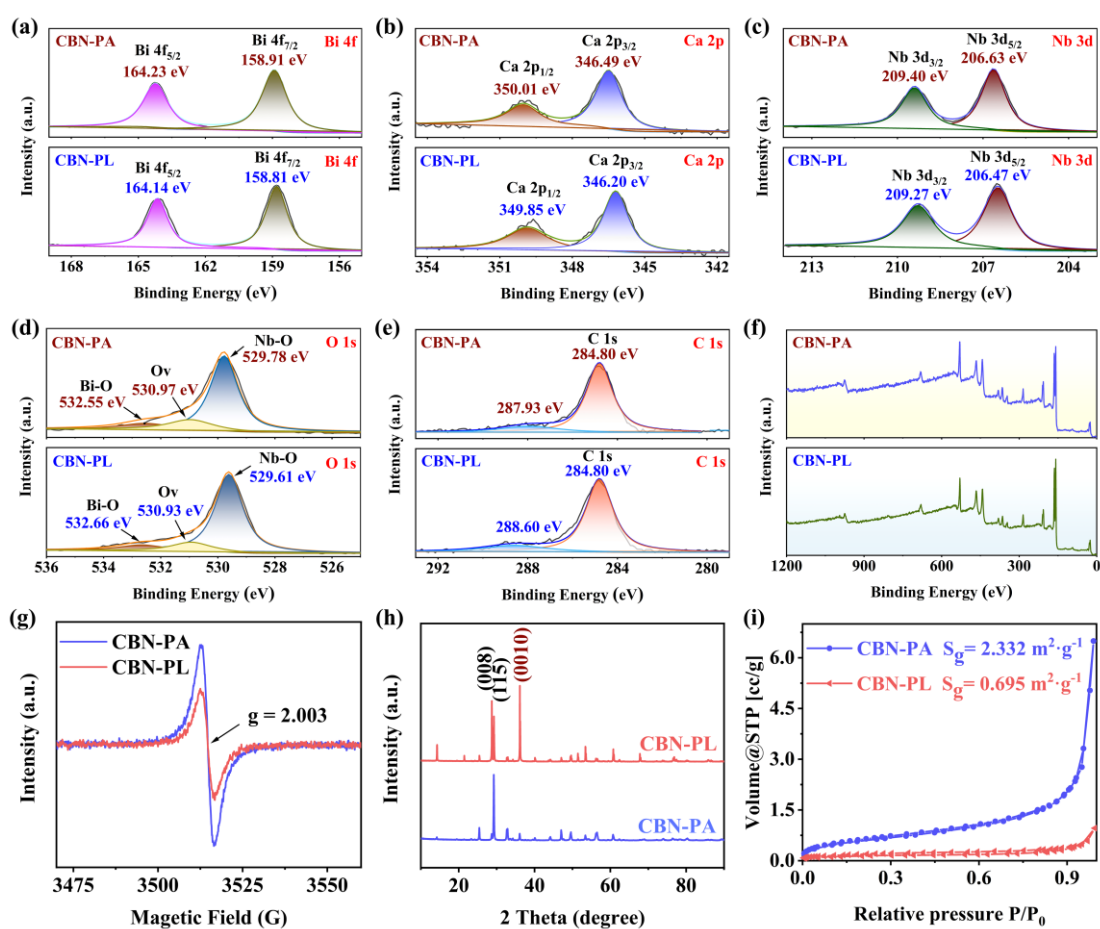 (a)
CBN-PA
Bi 4f5/2
164.23 eV
Bi 4f7/2
158.91 eV
Bi 4f
CBN-PL
Bi 4f5/2
164.14 eV
Bi 4f7/2
158.81 eV
Bi 4f
Intensity (a.u.)
168 165 162 159 156
Binding Energy (eV)
(b)
CBN-PA
Ca 2p1/2
350.01 eV
Ca 2p3/2
346.49 eV
Ca 2p
CBN-PL
Ca 2p1/2
349.85 eV
Ca 2p3/2
346.20 eV
Ca 2p
Intensity (a.u.)
354 351 348 345 342
Binding Energy (eV)
(c)
CBN-PA
Nb 3d3/2
209.40 eV
Nb 3d5/2
206.63 eV
Nb 3d
CBN-PL
Nb 3d3/2
209.27 eV
Nb 3d5/2
206.47 eV
Nb 3d
Intensity (a.u.)
213 210 207 204
Binding Energy (eV)
(d)
CBN-PA
Bi-O
532.55 eV
Ov
530.97 eV
Nb-O
529.78 eV
O 1s
CBN-PL
Bi-O
532.66 eV
Ov
530.93 eV
Nb-O
529.61 eV
O 1s
Intensity (a.u.)
536 534 532 530 528 526
Binding Energy (eV)
(e)
CBN-PA
287.93 eV
C 1s
284.80 eV
C 1s
CBN-PL
288.60 eV
C 1s
284.80 eV
C 1s
Intensity (a.u.)
292 288 284 280
Binding Energy (eV)
(f)
CBN-PA
CBN-PL
Intensity (a.u.)
1200 900 600 300 0
Binding Energy (eV)
(g)
CBN-PA
CBN-PL
g = 2.003
Intensity (a.u.)
3475 3500 3525 3550
Magetic Field (G)
(h)
(008)
(115)
(0010)
CBN-PL
CBN-PA
Intensity (a.u.)
20 40 60 80
2 Theta (degree)
(i)
CBN-PA Sg= 2.332 m²·g⁻¹
CBN-PL Sg= 0.695 m²·g⁻¹
Volume@STP [cc/g]
6.0
4.5
3.0
1.5
0.0
0.0 0.3 0.6 0.9
Relative pressure P/P0